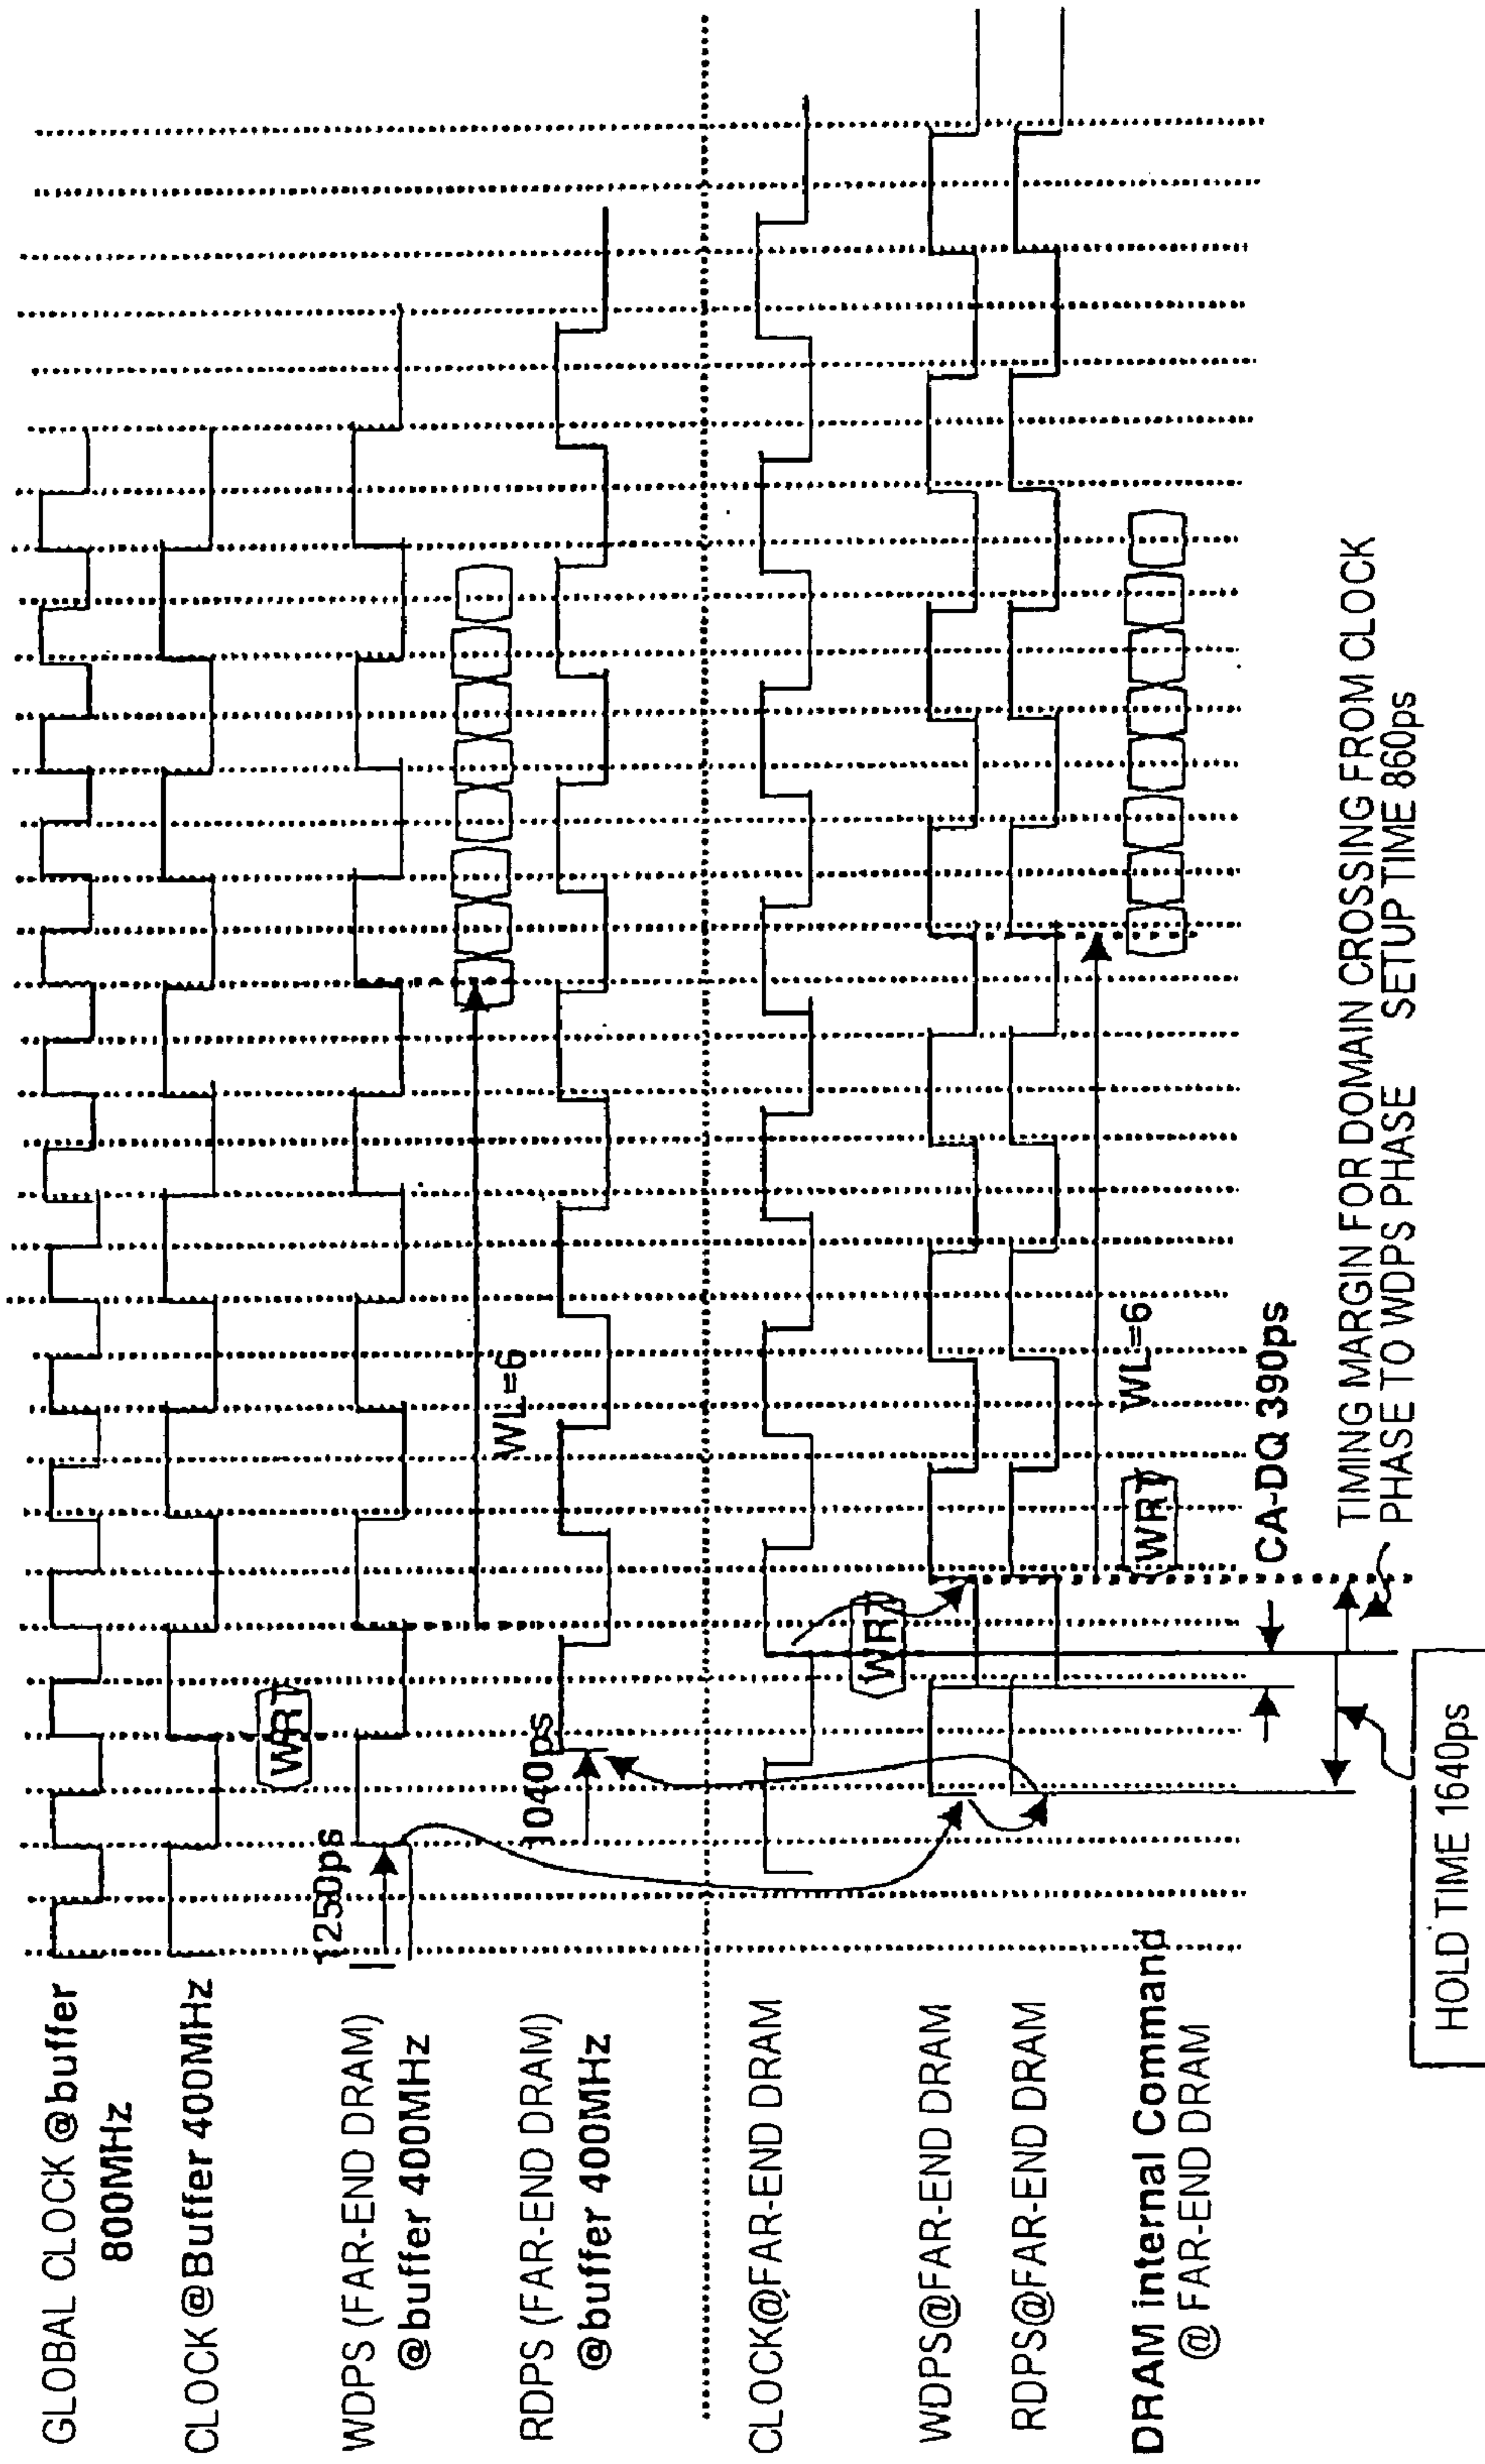 GLOBAL CLOCK @buffer
800MHz
CLOCK @Buffer 400MHz
WRT
WDPS (FAR-END DRAM)
@buffer 400MHz
1250ps
WL=6
RDPS (FAR-END DRAM)
@buffer 400MHz
1040ps
CLOCK@FAR-END DRAM
WRT
WDPS@FAR-END DRAM
RDPS@FAR-END DRAM
WL=6
DRAM internal Command
@ FAR-END DRAM
WRT
CA-DQ 390ps
TIMING MARGIN FOR DOMAIN CROSSING FROM CLOCK
PHASE TO WDPS PHASE SETUP TIME 860ps
HOLD TIME 1640ps